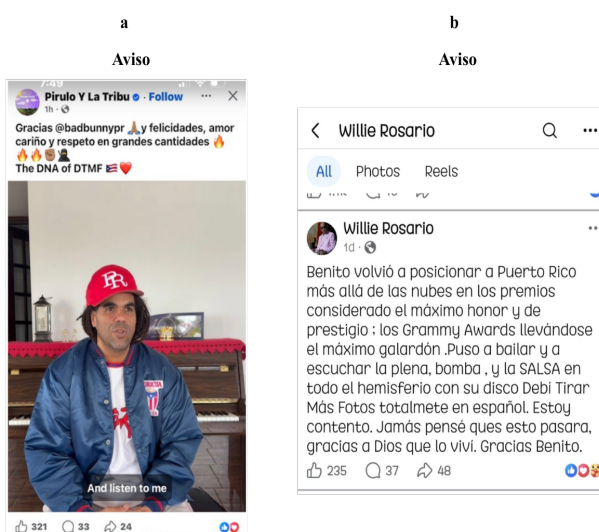 a
Aviso
Pirulo Y La Tribu · Follow
1h ·
Gracias @badbunnypr 🙏🏽y felicidades, amor
cariño y respeto en grandes cantidades 🔥
🔥🔥✊🏽🥷🏿
The DNA of DTMF 🇵🇷❤️
And listen to me
321 33 24
b
Aviso
Willie Rosario
All Photos Reels
Willie Rosario
1d ·
Benito volvió a posicionar a Puerto Rico
más allá de las nubes en los premios
considerado el máximo honor y de
prestigio ; los Grammy Awards llevándose
el máximo galardón .Puso a bailar y a
escuchar la plena, bomba , y la SALSA en
todo el hemisferio con su disco Debí Tirar
Más Fotos totalmete en español. Estoy
contento. Jamás pensé ques esto pasara,
gracias a Dios que lo viví. Gracias Benito.
235 37 48